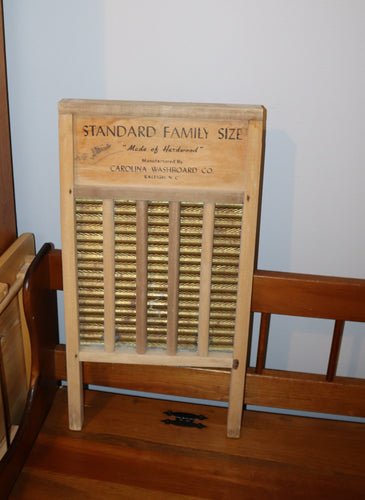 STANDARD FAMILY SIZE
"Made of Hardwood"
Manufactured By
CAROLINA WASHBOARD CO.
RALEIGH, N. C.